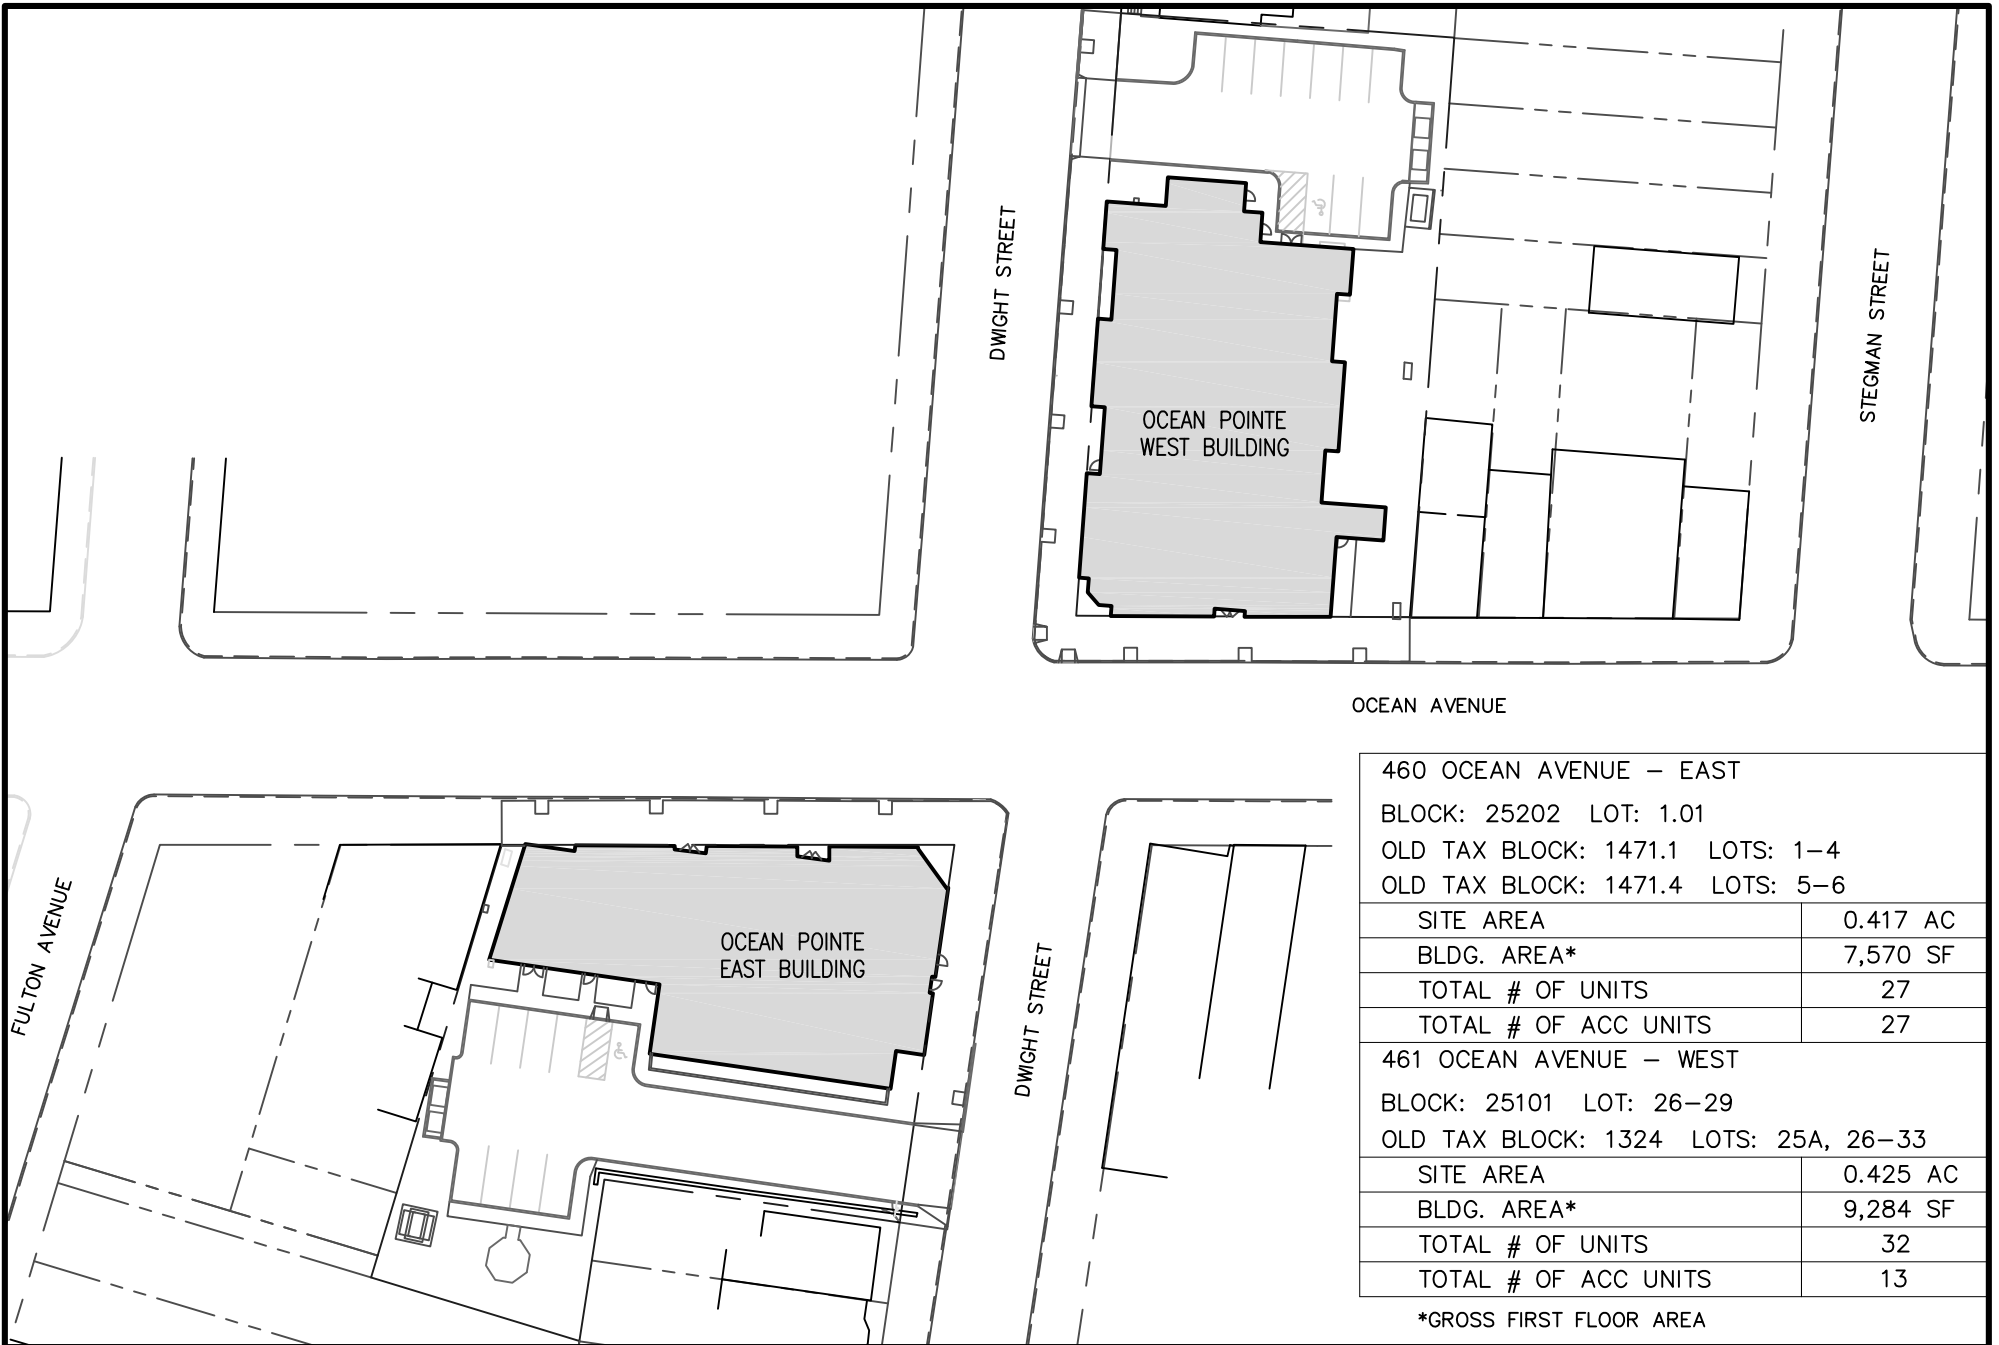 DWIGHT STREET
STEGMAN STREET
OCEAN POINTE
WEST BUILDING
OCEAN AVENUE
FULTON AVENUE
OCEAN POINTE
EAST BUILDING
DWIGHT STREET
460 OCEAN AVENUE – EAST
BLOCK: 25202 LOT: 1.01
OLD TAX BLOCK: 1471.1 LOTS: 1–4
OLD TAX BLOCK: 1471.4 LOTS: 5–6
SITE AREA 0.417 AC
BLDG. AREA* 7,570 SF
TOTAL # OF UNITS 27
TOTAL # OF ACC UNITS 27
461 OCEAN AVENUE – WEST
BLOCK: 25101 LOT: 26–29
OLD TAX BLOCK: 1324 LOTS: 25A, 26–33
SITE AREA 0.425 AC
BLDG. AREA* 9,284 SF
TOTAL # OF UNITS 32
TOTAL # OF ACC UNITS 13
*GROSS FIRST FLOOR AREA